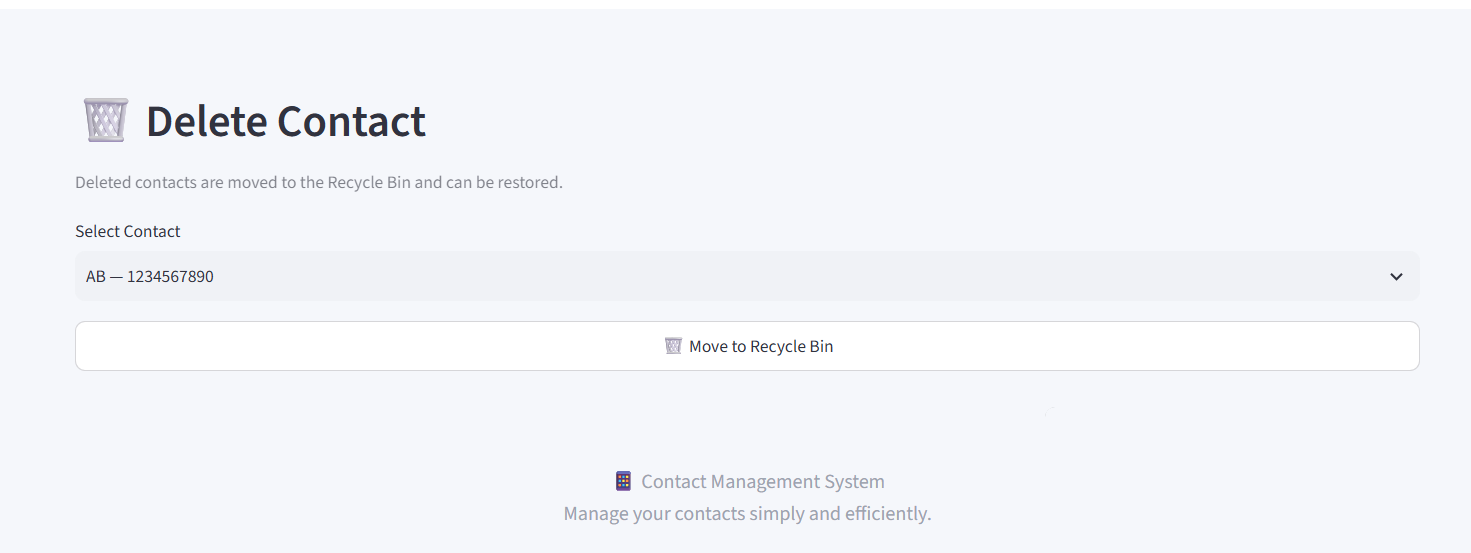 Delete Contact
Deleted contacts are moved to the Recycle Bin and can be restored.
Select Contact
AB — 1234567890
Move to Recycle Bin
Contact Management System
Manage your contacts simply and efficiently.